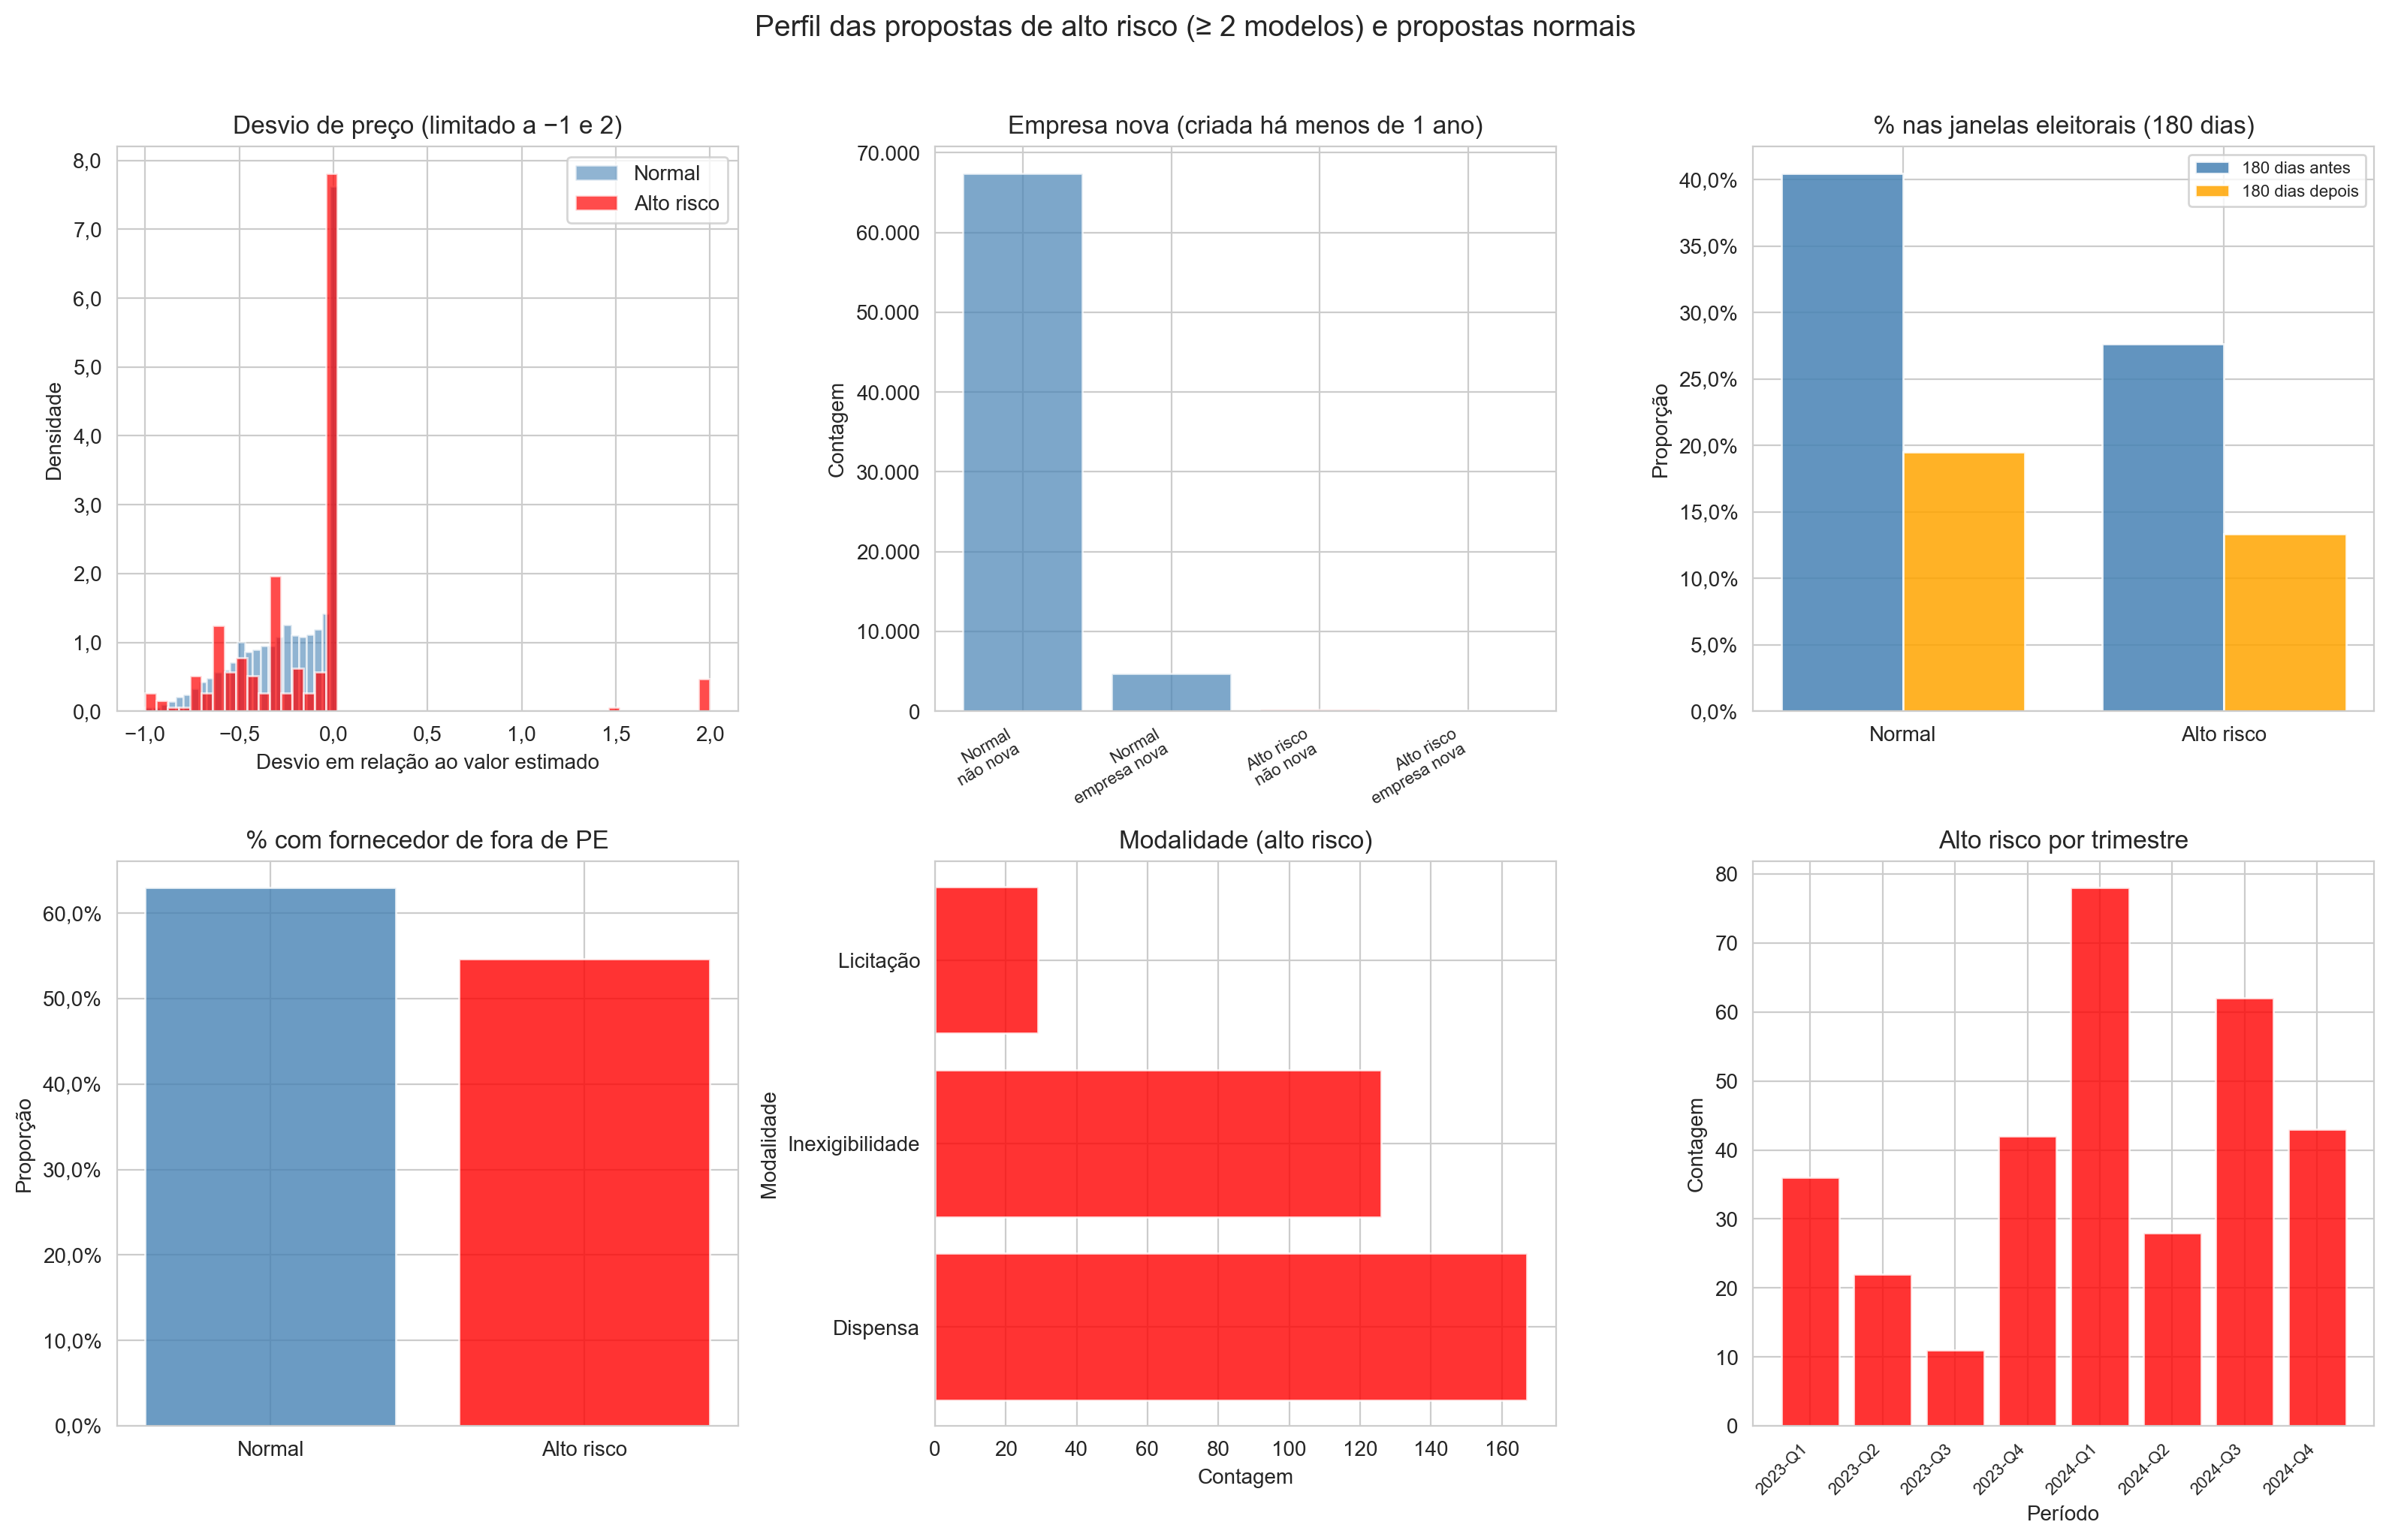 Perfil das propostas de alto risco (≥ 2 modelos) e propostas normais
Desvio de preço (limitado a −1 e 2)
8,0
7,0
6,0
5,0
4,0
3,0
2,0
1,0
0,0
Densidade
Normal
Alto risco
−1,0
−0,5
0,0
0,5
1,0
1,5
2,0
Desvio em relação ao valor estimado
Empresa nova (criada há menos de 1 ano)
70.000
60.000
50.000
40.000
30.000
20.000
10.000
0
Contagem
Normal
não nova
Normal
empresa nova
Alto risco
não nova
Alto risco
empresa nova
% nas janelas eleitorais (180 dias)
40,0%
35,0%
30,0%
25,0%
20,0%
15,0%
10,0%
5,0%
0,0%
Proporção
180 dias antes
180 dias depois
Normal
Alto risco
% com fornecedor de fora de PE
60,0%
50,0%
40,0%
30,0%
20,0%
10,0%
0,0%
Proporção
Normal
Alto risco
Modalidade (alto risco)
Modalidade
Licitação
Inexigibilidade
Dispensa
0
20
40
60
80
100
120
140
160
Contagem
Alto risco por trimestre
80
70
60
50
40
30
20
10
0
Contagem
2023-Q1
2023-Q2
2023-Q3
2023-Q4
2024-Q1
2024-Q2
2024-Q3
2024-Q4
Período